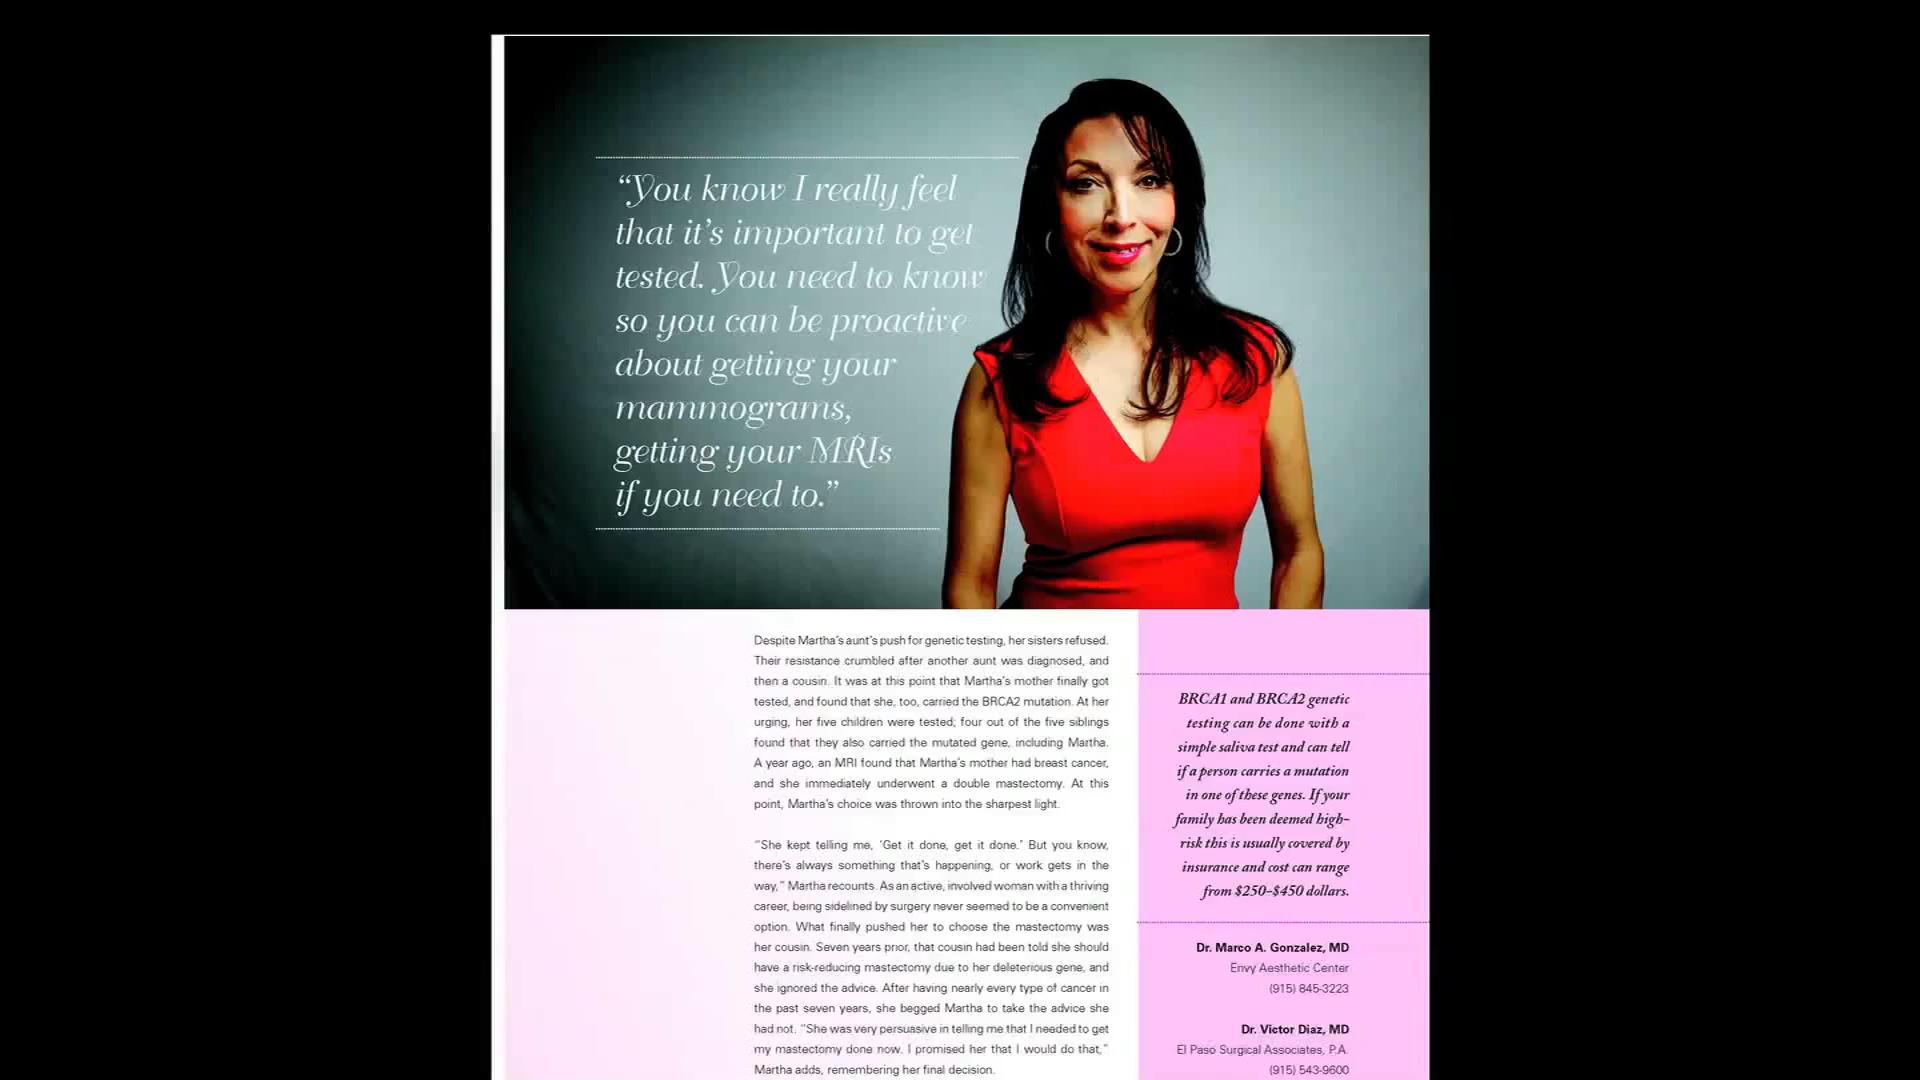 “You know I really feel
that it’s important to get
tested. You need to know
so you can be proactive
about getting your
mammograms,
getting your MRIs
if you need to.”
Despite Martha’s aunt’s push for genetic testing, her sisters refused.
Their resistance crumbled after another aunt was diagnosed, and
then a cousin. It was at this point that Martha’s mother finally got
tested, and found that she, too, carried the BRCA2 mutation. At her
urging, her five children were tested; four out of the five siblings
found that they also carried the mutated gene, including Martha.
A year ago, an MRI found that Martha’s mother had breast cancer,
and she immediately underwent a double mastectomy. At this
point, Martha’s choice was thrown into the sharpest light.
“She kept telling me, ‘Get it done, get it done.’ But you know,
there’s always something that’s happening, or work gets in the
way,” Martha recounts. As an active, involved woman with a thriving
career, being sidelined by surgery never seemed to be a convenient
option. What finally pushed her to choose the mastectomy was
her cousin. Seven years prior, that cousin had been told she should
have a risk-reducing mastectomy due to her deleterious gene, and
she ignored the advice. After having nearly every type of cancer in
the past seven years, she begged Martha to take the advice she
had not. “She was very persuasive in telling me that I needed to get
my mastectomy done now. I promised her that I would do that,”
Martha adds, remembering her final decision.
BRCA1 and BRCA2 genetic
testing can be done with a
simple saliva test and can tell
if a person carries a mutation
in one of these genes. If your
family has been deemed high-
risk this is usually covered by
insurance and cost can range
from $250-$450 dollars.
Dr. Marco A. Gonzalez, MD
Envy Aesthetic Center
(915) 845-3223
Dr. Victor Diaz, MD
El Paso Surgical Associates, P.A.
(915) 543-9600